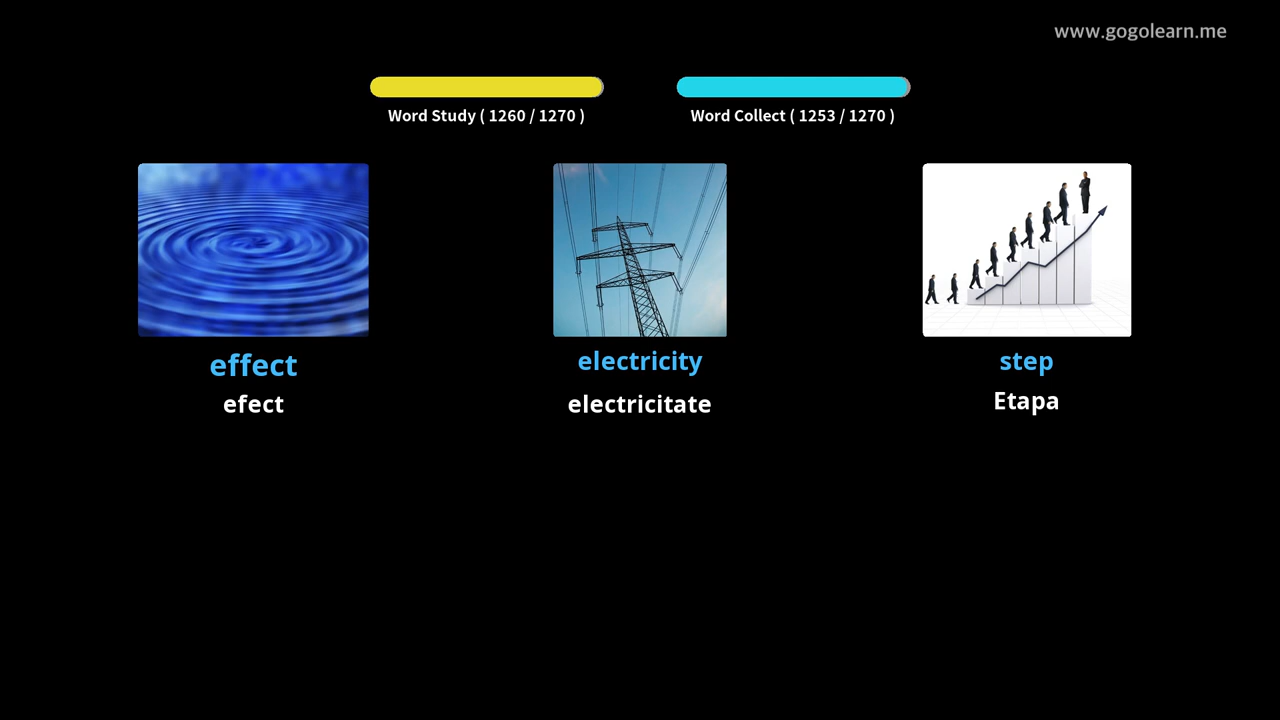 www.gogolearn.me
Word Study ( 1260 / 1270 )
Word Collect ( 1253 / 1270 )
effect
electricity
step
efect
electricitate
Etapa